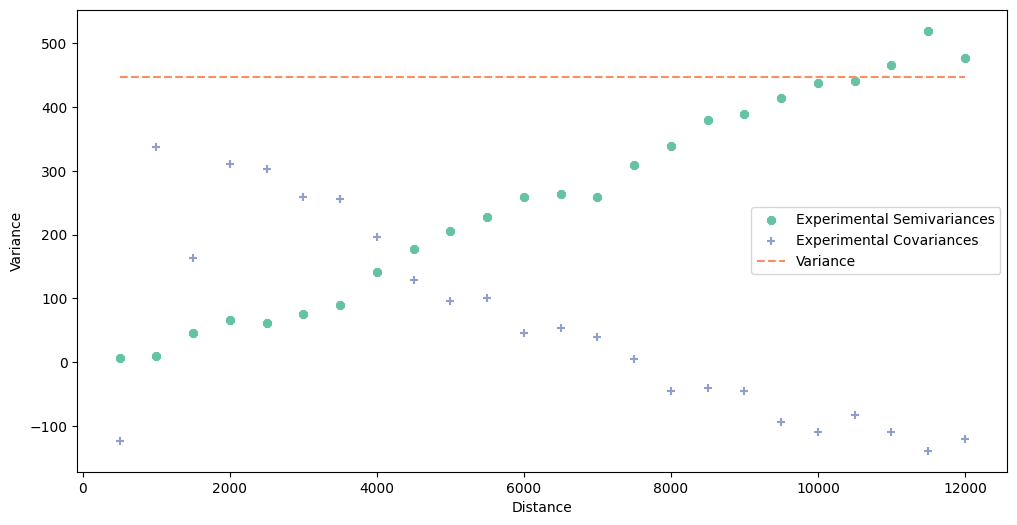 500
400
300
200
100
0
−100
Variance
Experimental Semivariances
Experimental Covariances
Variance
0 2000 4000 6000 8000 10000 12000
Distance